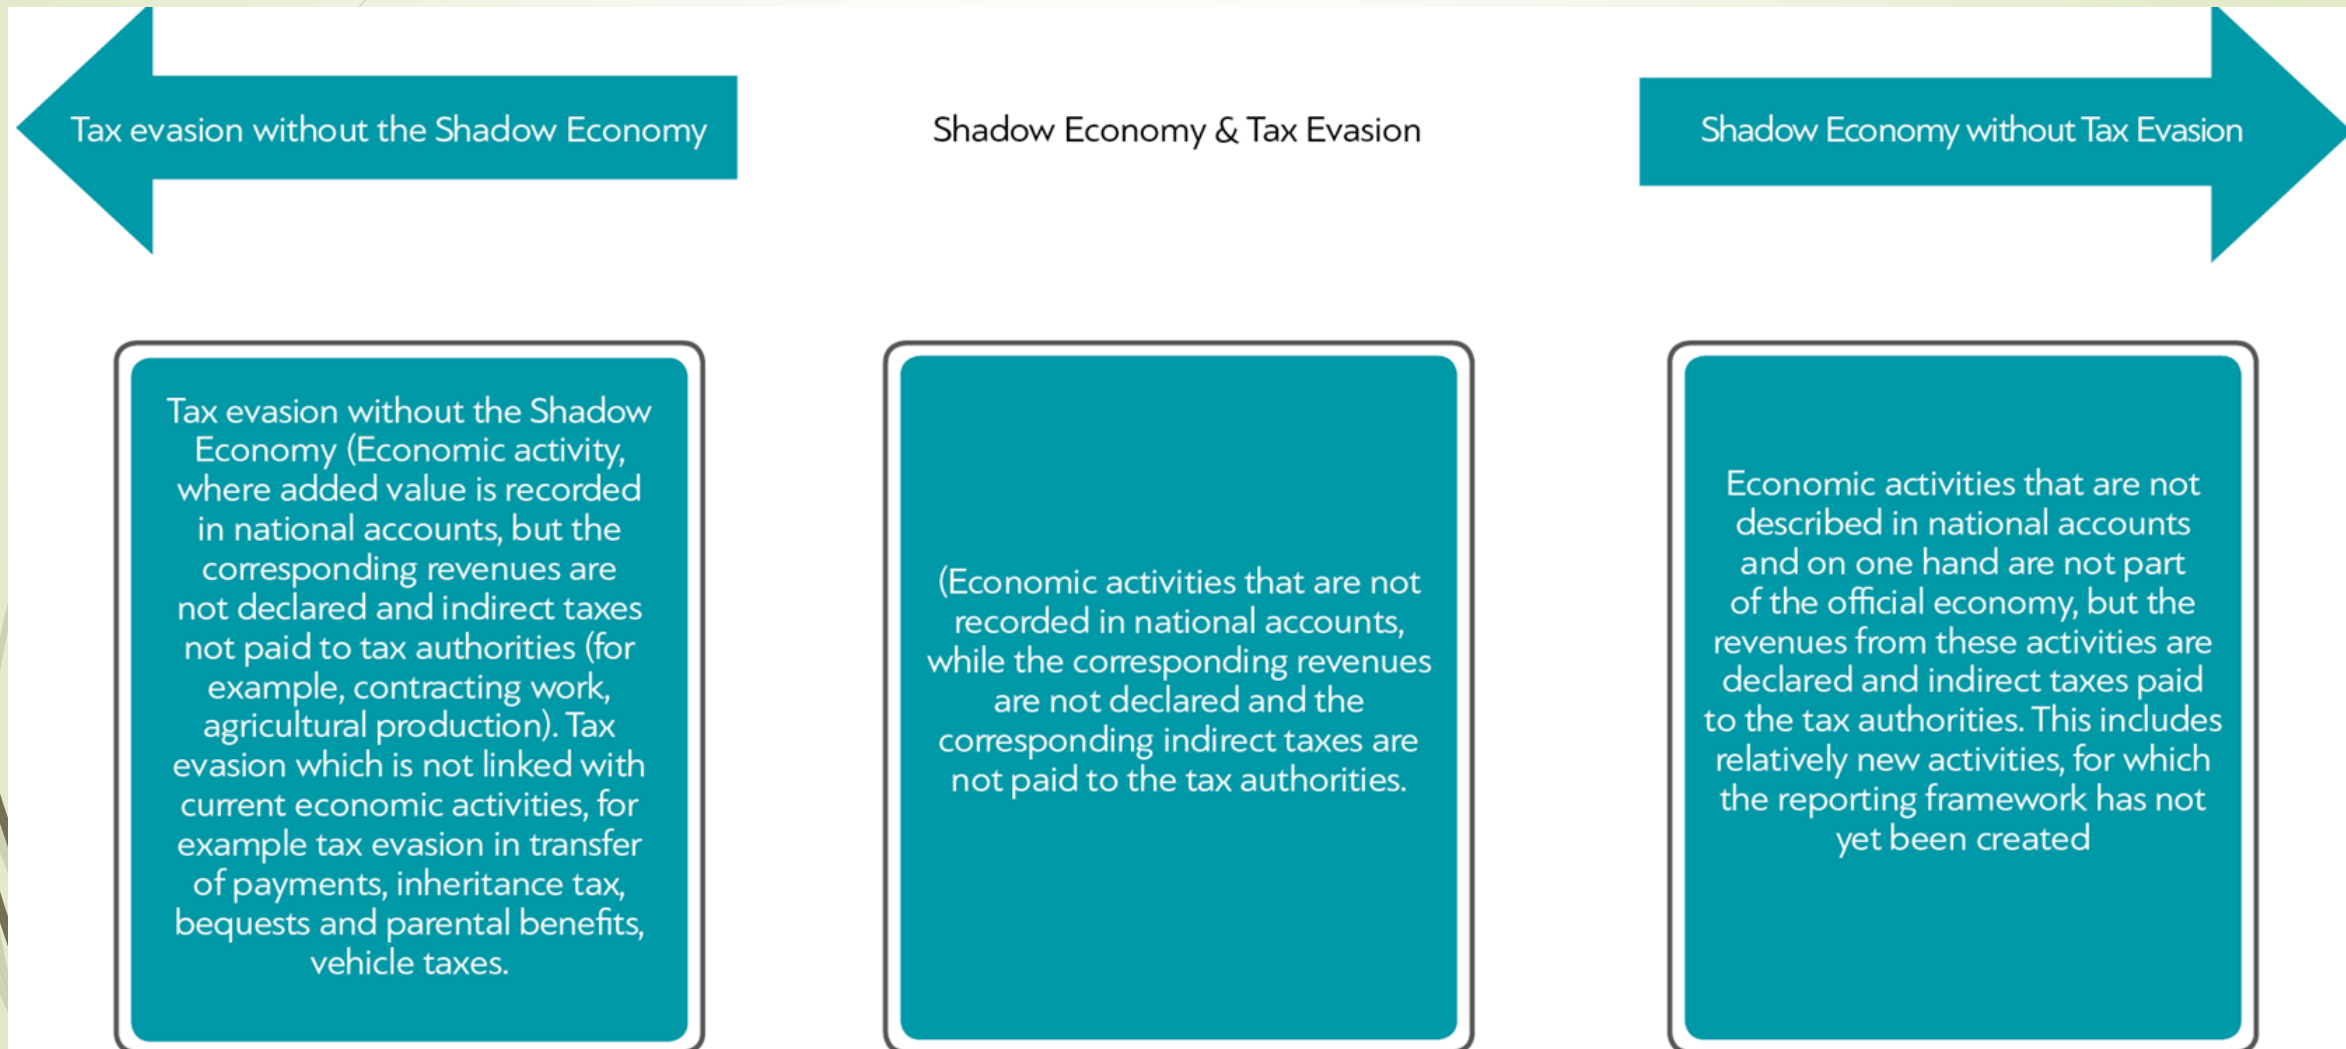 Tax evasion without the Shadow Economy
Shadow Economy & Tax Evasion
Shadow Economy without Tax Evasion
Tax evasion without the Shadow
Economy (Economic activity,
where added value is recorded
in national accounts, but the
corresponding revenues are
not declared and indirect taxes
not paid to tax authorities (for
example, contracting work,
agricultural production). Tax
evasion which is not linked with
current economic activities, for
example tax evasion in transfer
of payments, inheritance tax,
bequests and parental benefits,
vehicle taxes.
(Economic activities that are not
recorded in national accounts,
while the corresponding revenues
are not declared and the
corresponding indirect taxes are
not paid to the tax authorities.
Economic activities that are not
described in national accounts
and on one hand are not part
of the official economy, but the
revenues from these activities are
declared and indirect taxes paid
to the tax authorities. This includes
relatively new activities, for which
the reporting framework has not
yet been created